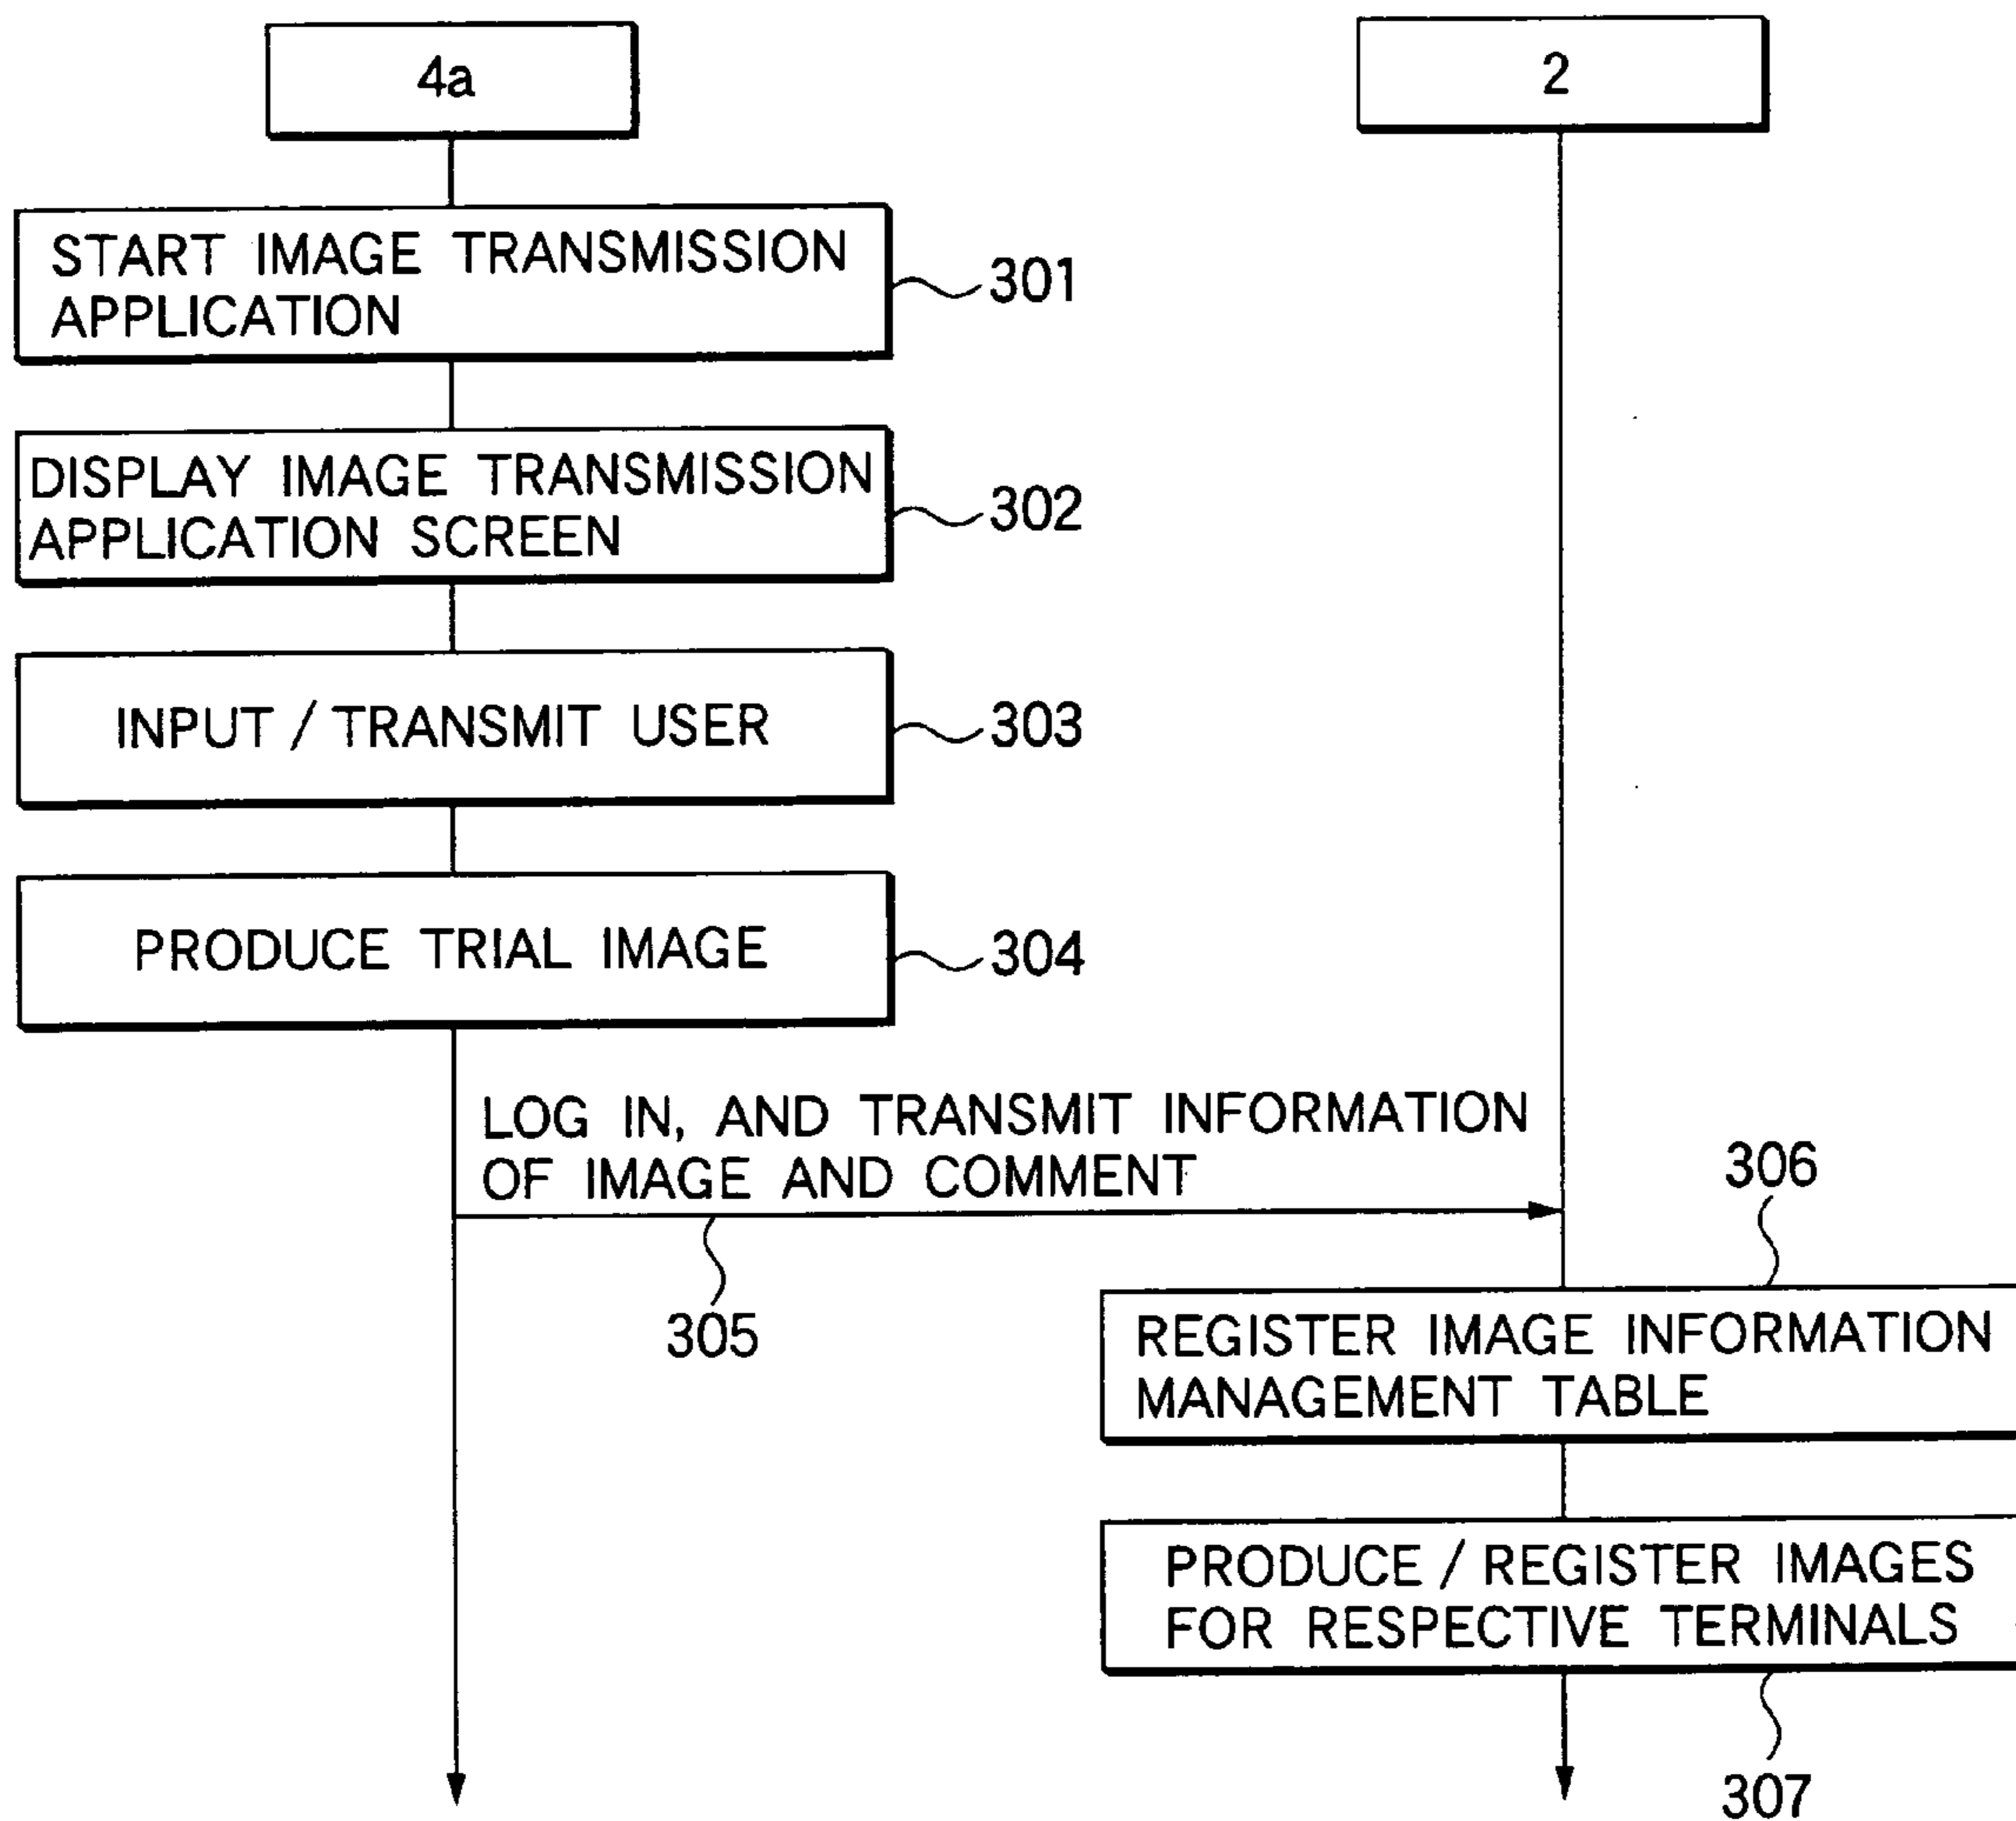 4a
2
START IMAGE TRANSMISSION
APPLICATION
301
DISPLAY IMAGE TRANSMISSION
APPLICATION SCREEN
302
INPUT / TRANSMIT USER
303
PRODUCE TRIAL IMAGE
304
LOG IN, AND TRANSMIT INFORMATION
OF IMAGE AND COMMENT
305
306
REGISTER IMAGE INFORMATION
MANAGEMENT TABLE
PRODUCE / REGISTER IMAGES
FOR RESPECTIVE TERMINALS
307